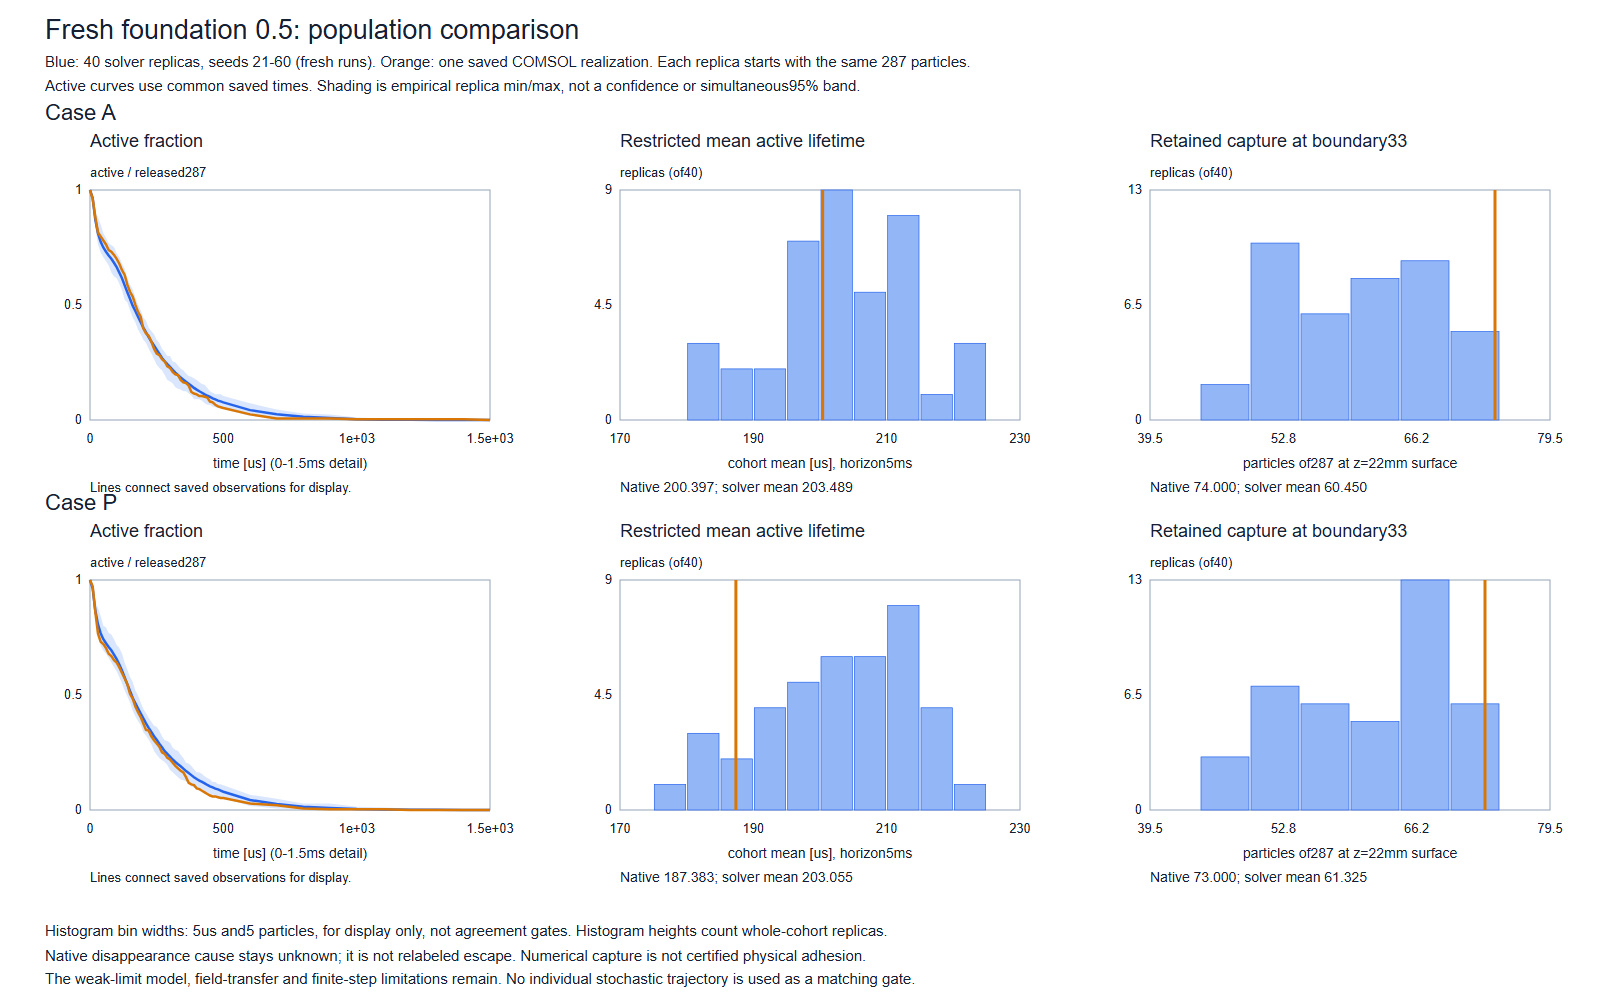 Fresh foundation 0.5: population comparison
Blue: 40 solver replicas, seeds 21-60 (fresh runs). Orange: one saved COMSOL realization. Each replica starts with the same 287 particles.
Active curves use common saved times. Shading is empirical replica min/max, not a confidence or simultaneous95% band.
Case A
Active fraction
active / released287
1
0.5
0
0 500 1e+03 1.5e+03
time [us] (0-1.5ms detail)
Lines connect saved observations for display.
Restricted mean active lifetime
replicas (of40)
9
4.5
0
170 190 210 230
cohort mean [us], horizon5ms
Native 200.397; solver mean 203.489
Retained capture at boundary33
replicas (of40)
13
6.5
0
39.5 52.8 66.2 79.5
particles of287 at z=22mm surface
Native 74.000; solver mean 60.450
Case P
Active fraction
active / released287
1
0.5
0
0 500 1e+03 1.5e+03
time [us] (0-1.5ms detail)
Lines connect saved observations for display.
Restricted mean active lifetime
replicas (of40)
9
4.5
0
170 190 210 230
cohort mean [us], horizon5ms
Native 187.383; solver mean 203.055
Retained capture at boundary33
replicas (of40)
13
6.5
0
39.5 52.8 66.2 79.5
particles of287 at z=22mm surface
Native 73.000; solver mean 61.325
Histogram bin widths: 5us and5 particles, for display only, not agreement gates. Histogram heights count whole-cohort replicas.
Native disappearance cause stays unknown; it is not relabeled escape. Numerical capture is not certified physical adhesion.
The weak-limit model, field-transfer and finite-step limitations remain. No individual stochastic trajectory is used as a matching gate.